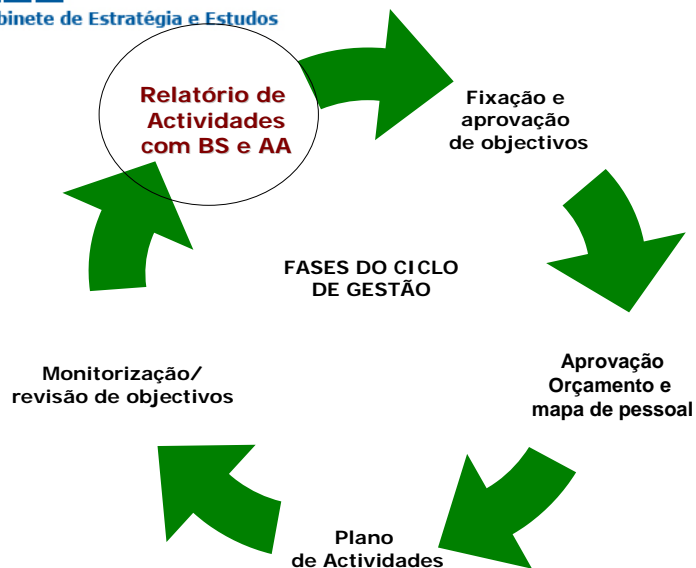 binete de Estratégia e Estudos
Relatório de
Actividades
com BS e AA
Fixação e
aprovação
de objectivos
FASES DO CICLO
DE GESTÃO
Aprovação
Orçamento e
mapa de pessoal
Monitorização/
revisão de objectivos
Plano
de Actividades